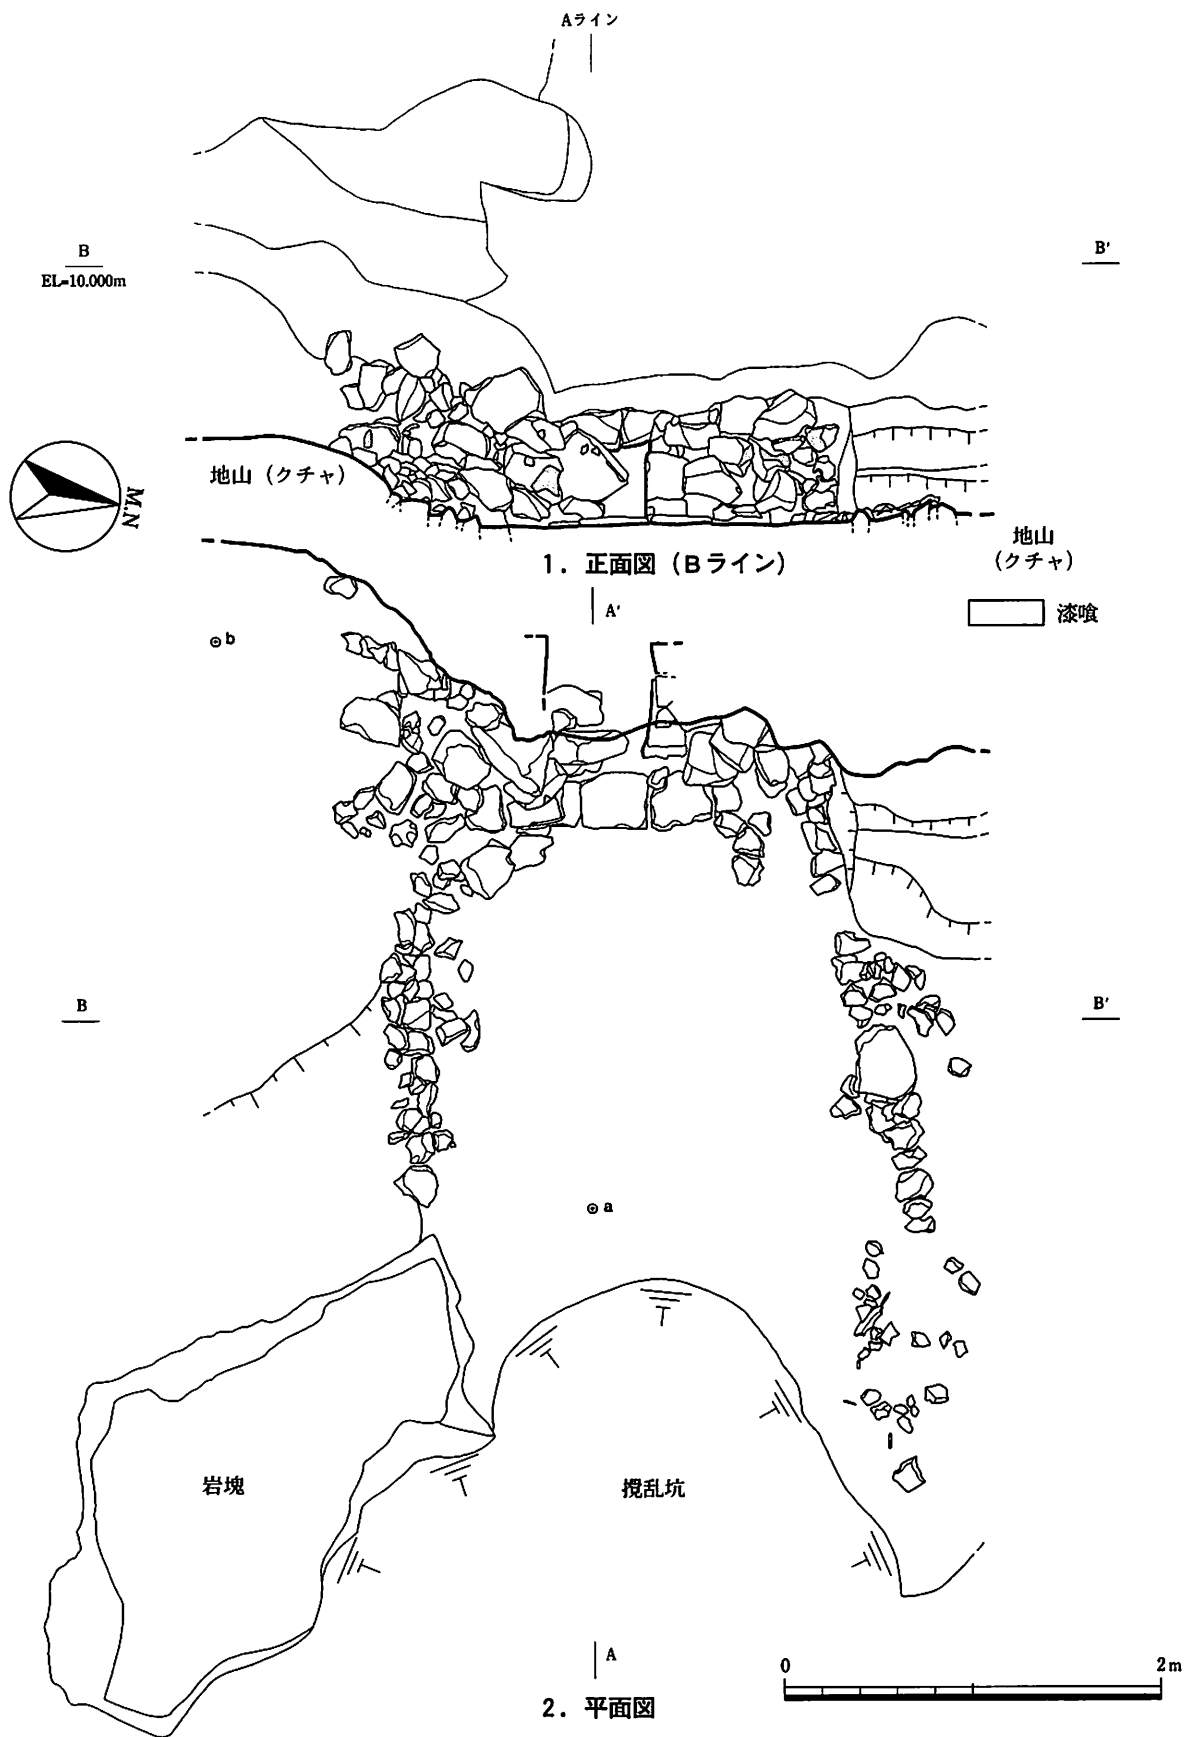 Aライン
B
EL=10.000m
B'
地山（クチャ）
M.N
1. 正面図（Bライン）
地山
（クチャ）
A'
漆喰
b
B
B'
a
岩塊
攪乱坑
A
0
2m
2. 平面図